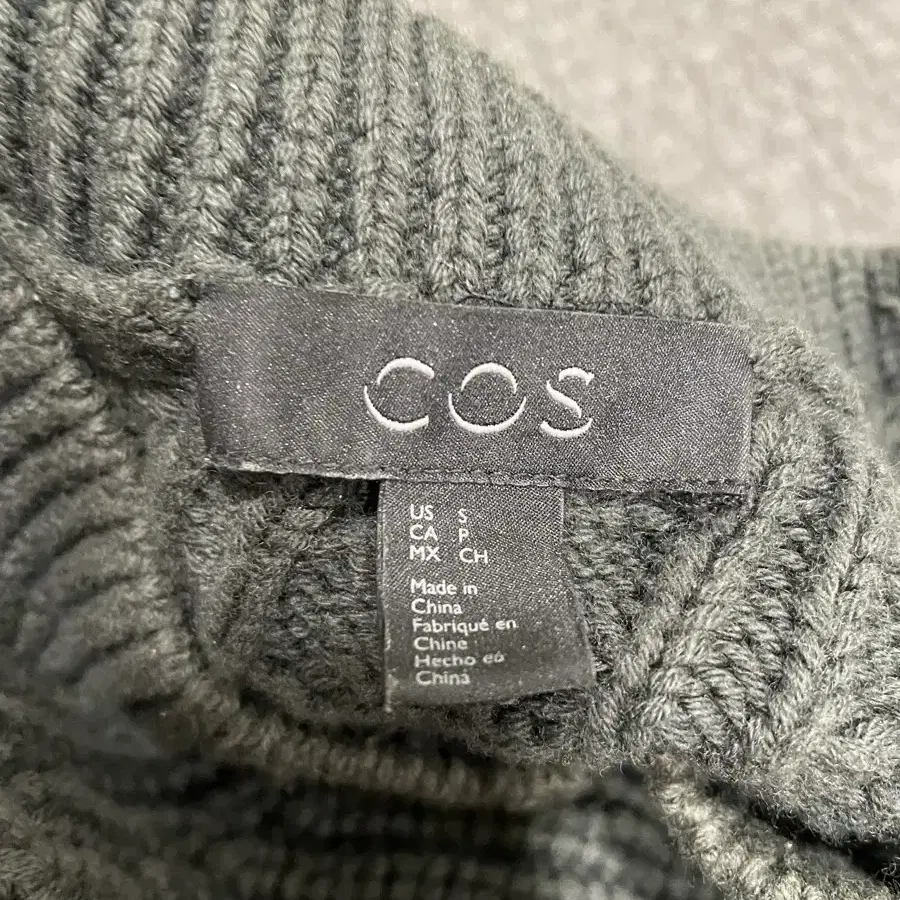 COS
US S
CA P
MX CH
Made in
China
Fabriqué en
Chine
Hecho en
China